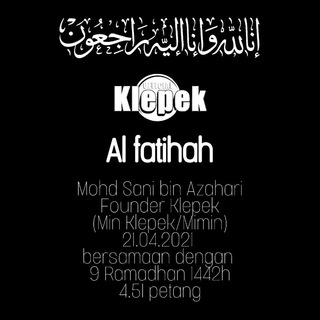 إنا لله وإنا إليه راجعون
Klepek
Al fatihah
Mohd Sani bin Azahari
Founder Klepek
(Min Klepek/Mimin)
21.04.2021
bersamaan dengan
9 Ramadhan 1442h
4.51 petang